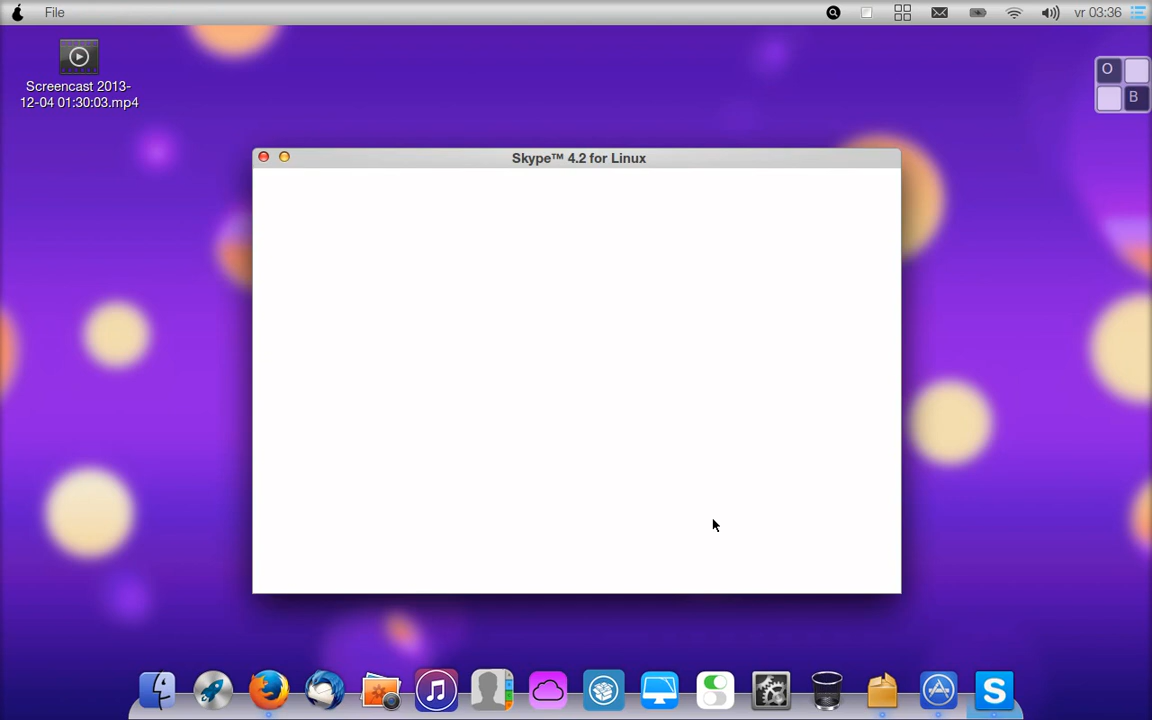 File
vr 03:36
Screencast 2013-
12-04 01:30:03.mp4
O
B
Skype™ 4.2 for Linux
S